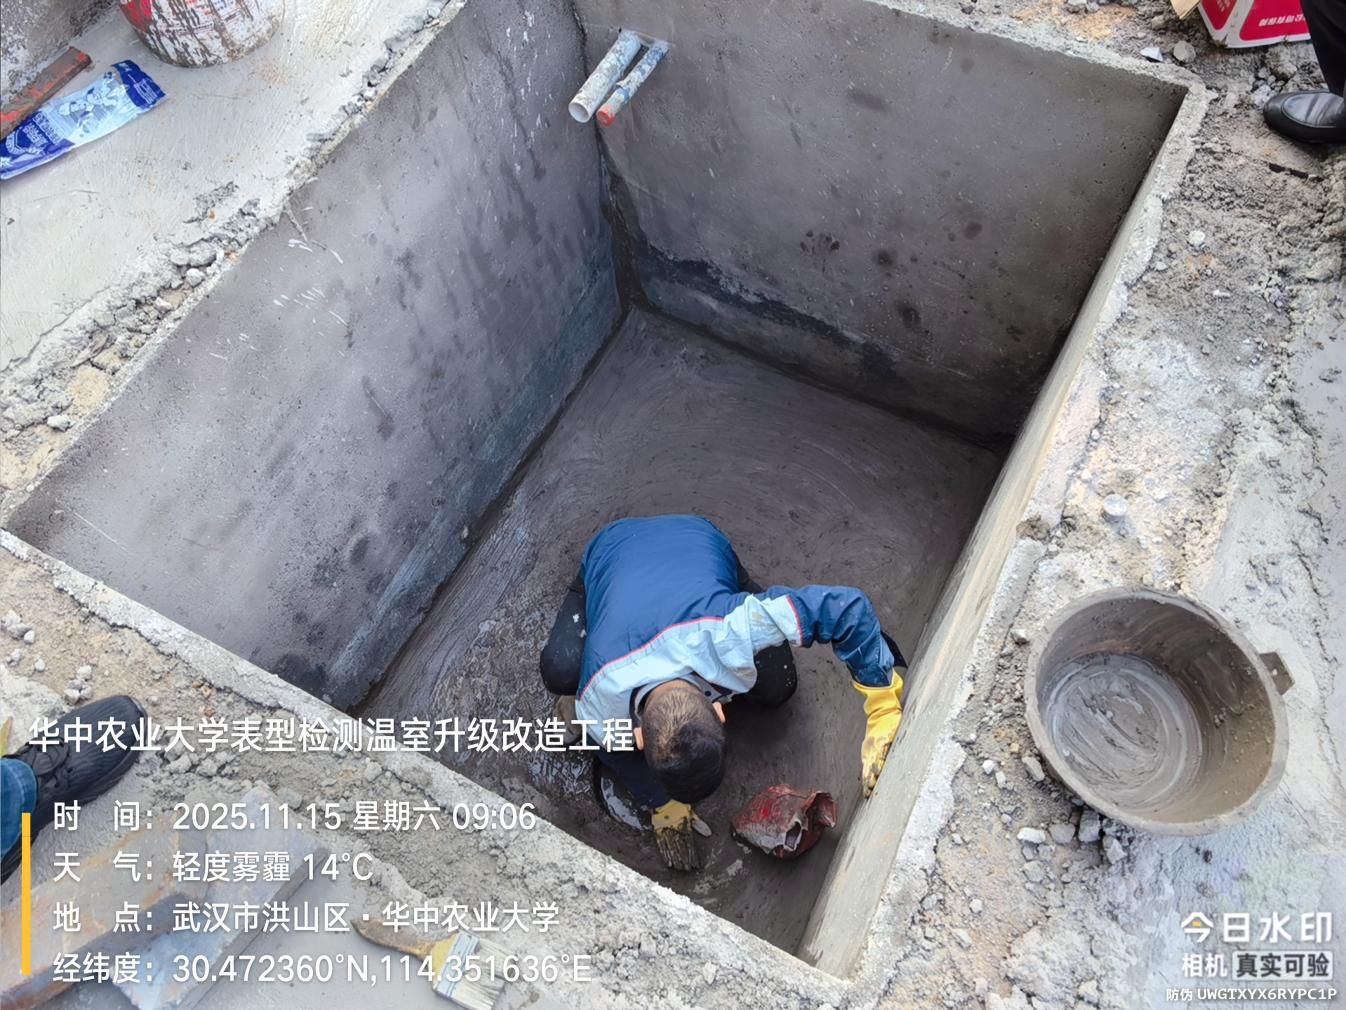 华中农业大学表型检测温室升级改造工程
时 间：2025.11.15 星期六 09:06
天 气：轻度雾霾 14℃
地 点：武汉市洪山区·华中农业大学
经纬度：30.472360°N,114.351636°E
今日水印
相机 真实可验
防伪 UWGTXYX6RYPC1P